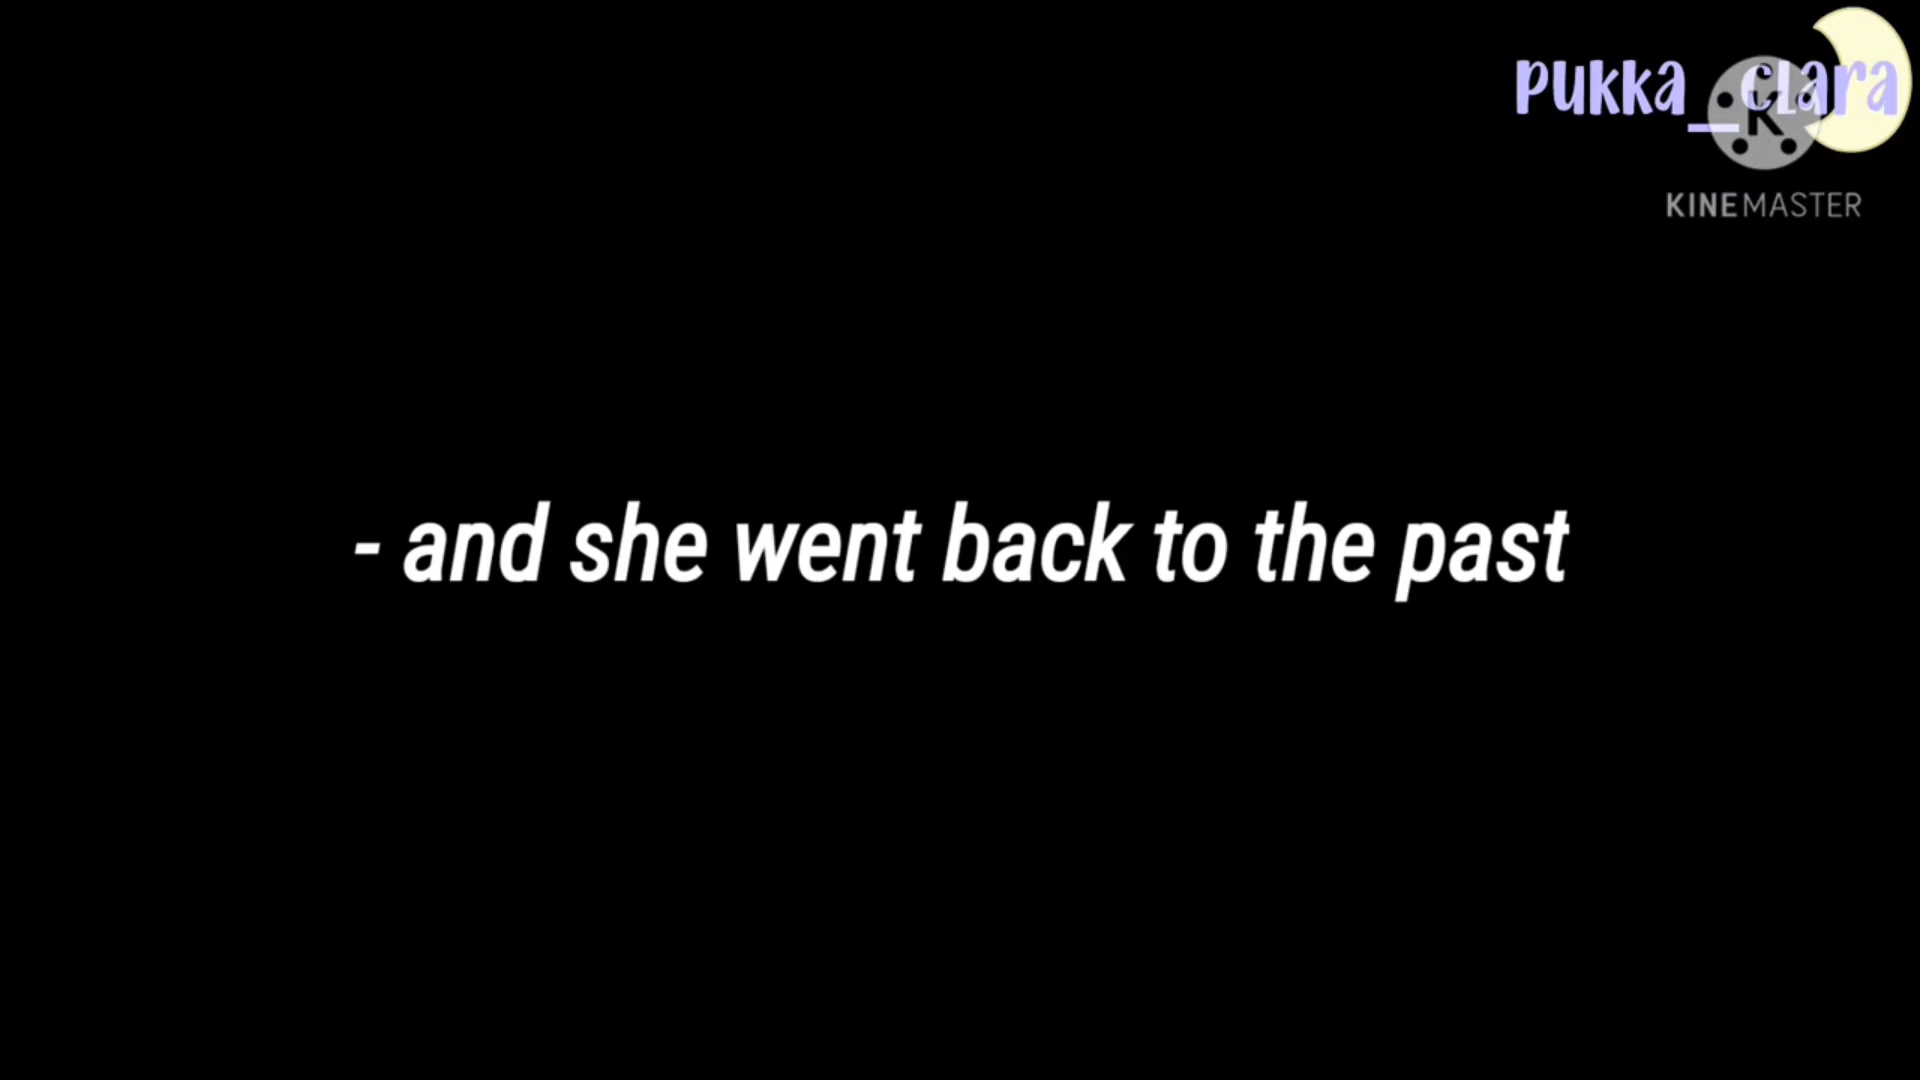 pukka_clara
K
KINEMASTER
- and she went back to the past